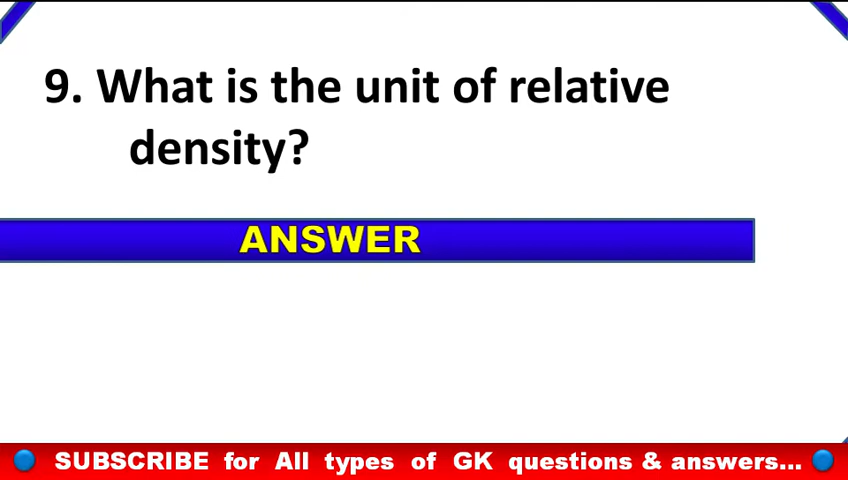 9. What is the unit of relative
density?
ANSWER
SUBSCRIBE for All types of GK questions & answers...